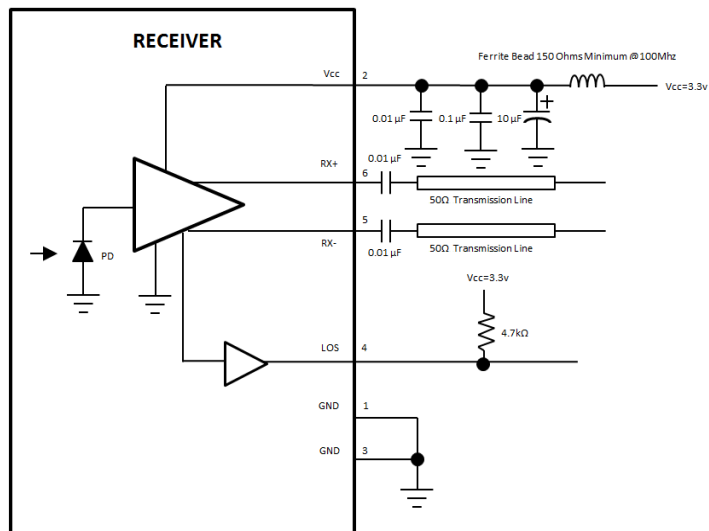 RECEIVER
Ferrite Bead 150 Ohms Minimum @100Mhz
Vcc
2
Vcc=3.3v
0.01 µF
0.1 µF
10 µF
+
0.01 µF
RX+
6
50Ω Transmission Line
5
RX-
0.01 µF
50Ω Transmission Line
PD
Vcc=3.3v
4.7kΩ
LOS
4
GND
1
GND
3